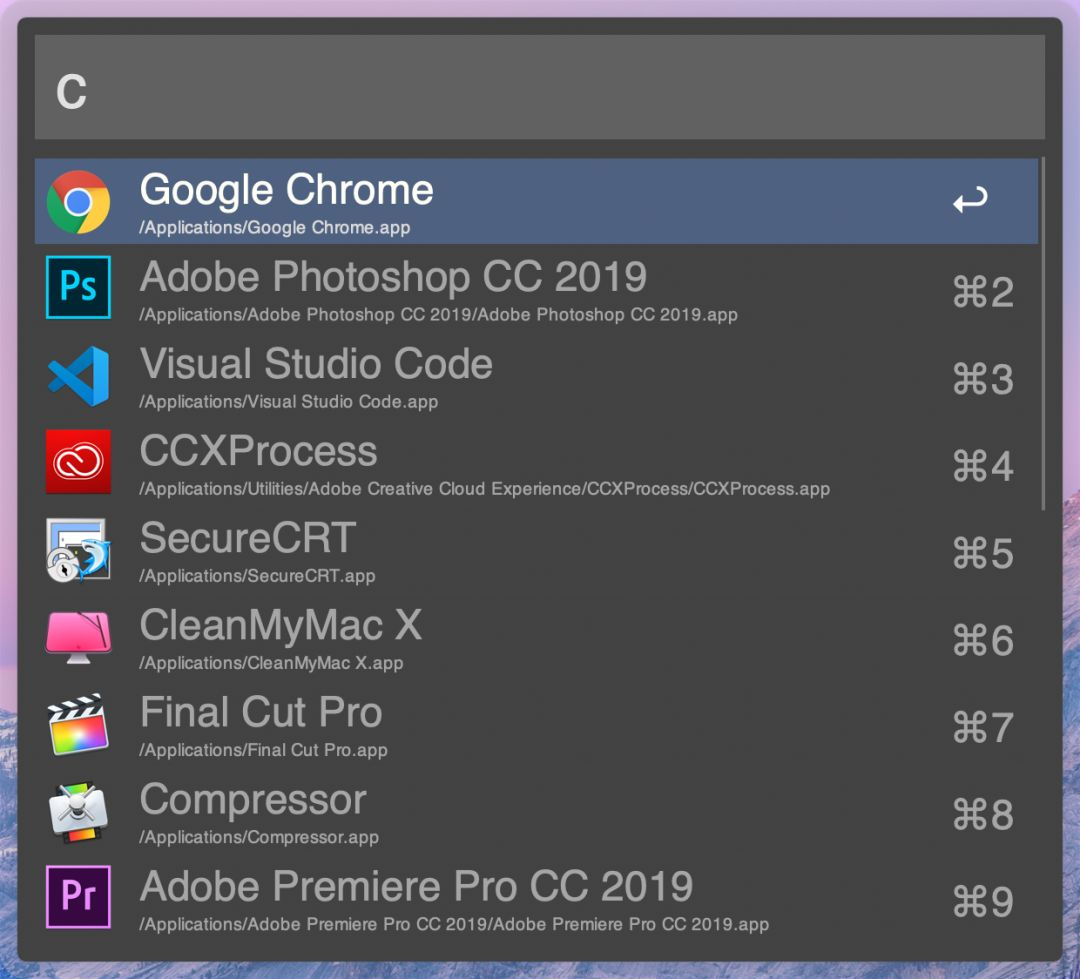 C
Google Chrome
/Applications/Google Chrome.app
Ps
Adobe Photoshop CC 2019
⌘2
/Applications/Adobe Photoshop CC 2019/Adobe Photoshop CC 2019.app
Visual Studio Code
⌘3
/Applications/Visual Studio Code.app
CCXProcess
⌘4
/Applications/Utilities/Adobe Creative Cloud Experience/CCXProcess/CCXProcess.app
SecureCRT
⌘5
/Applications/SecureCRT.app
CleanMyMac X
⌘6
/Applications/CleanMyMac X.app
Final Cut Pro
⌘7
/Applications/Final Cut Pro.app
Compressor
⌘8
/Applications/Compressor.app
Pr
Adobe Premiere Pro CC 2019
⌘9
/Applications/Adobe Premiere Pro CC 2019/Adobe Premiere Pro CC 2019.app